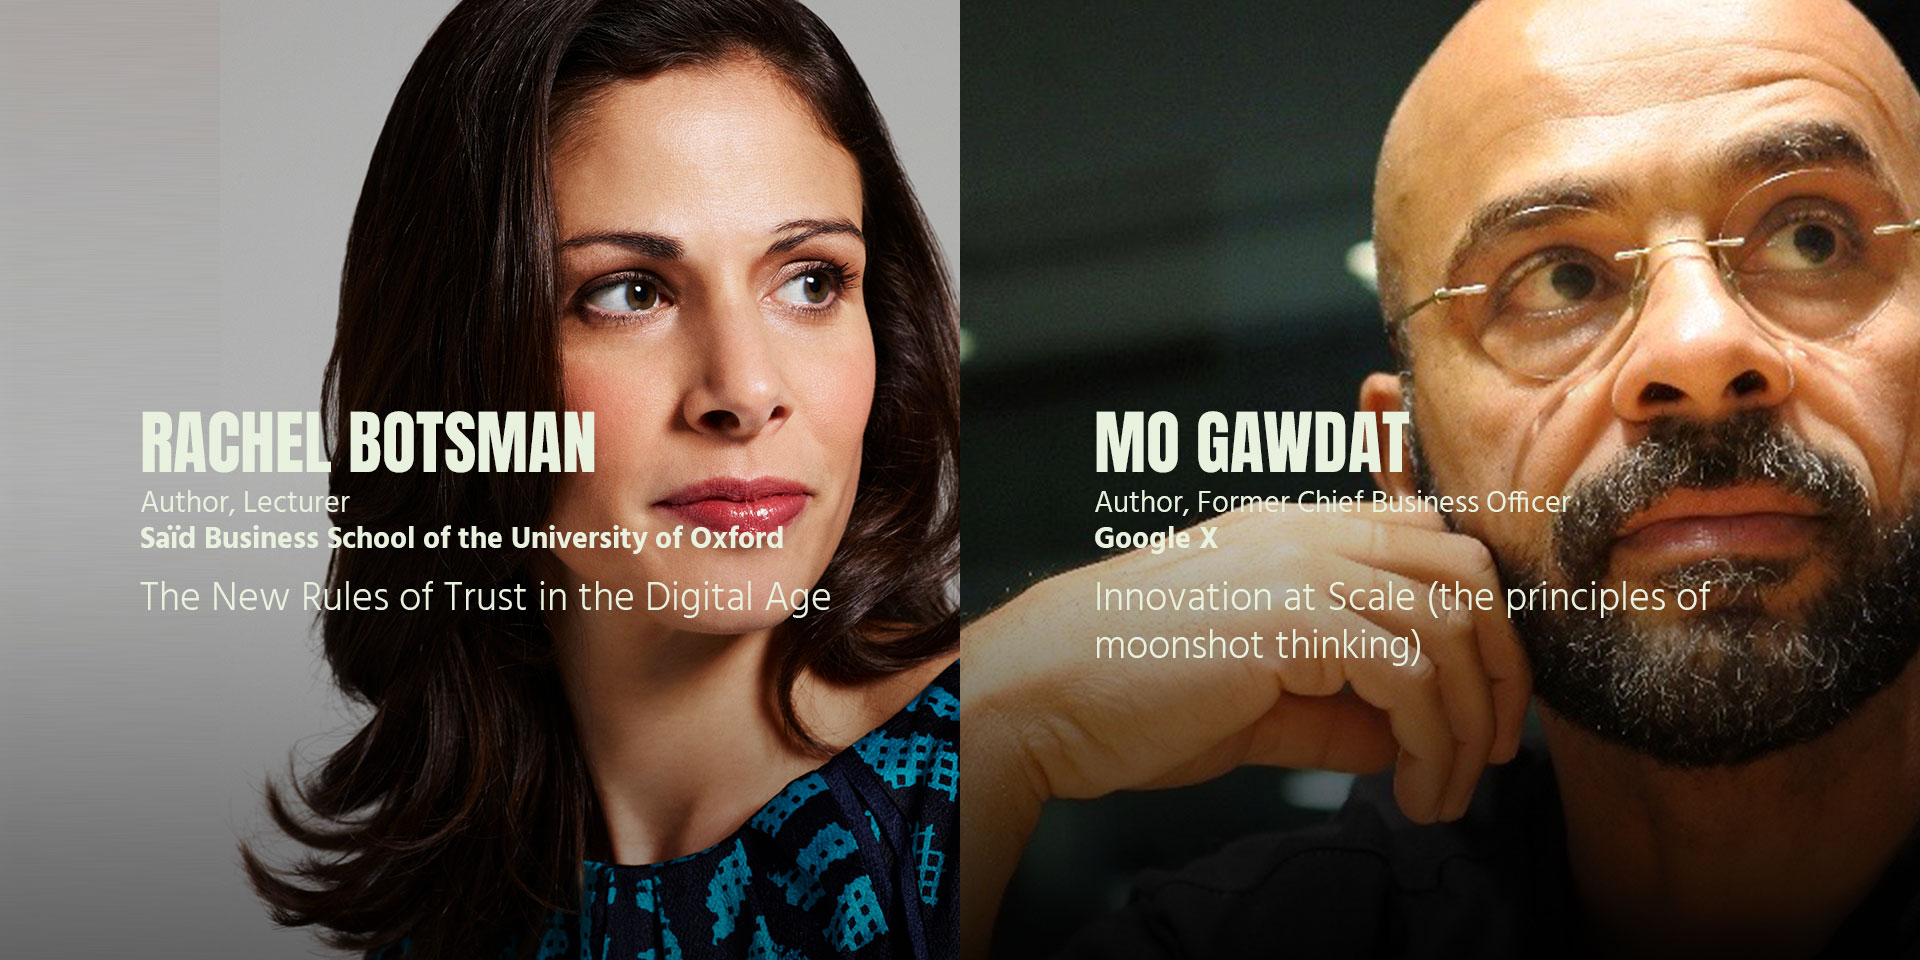 RACHEL BOTSMAN
Author, Lecturer
Saïd Business School of the University of Oxford
The New Rules of Trust in the Digital Age
MO GAWDAT
Author, Former Chief Business Officer
Google X
Innovation at Scale (the principles of
moonshot thinking)